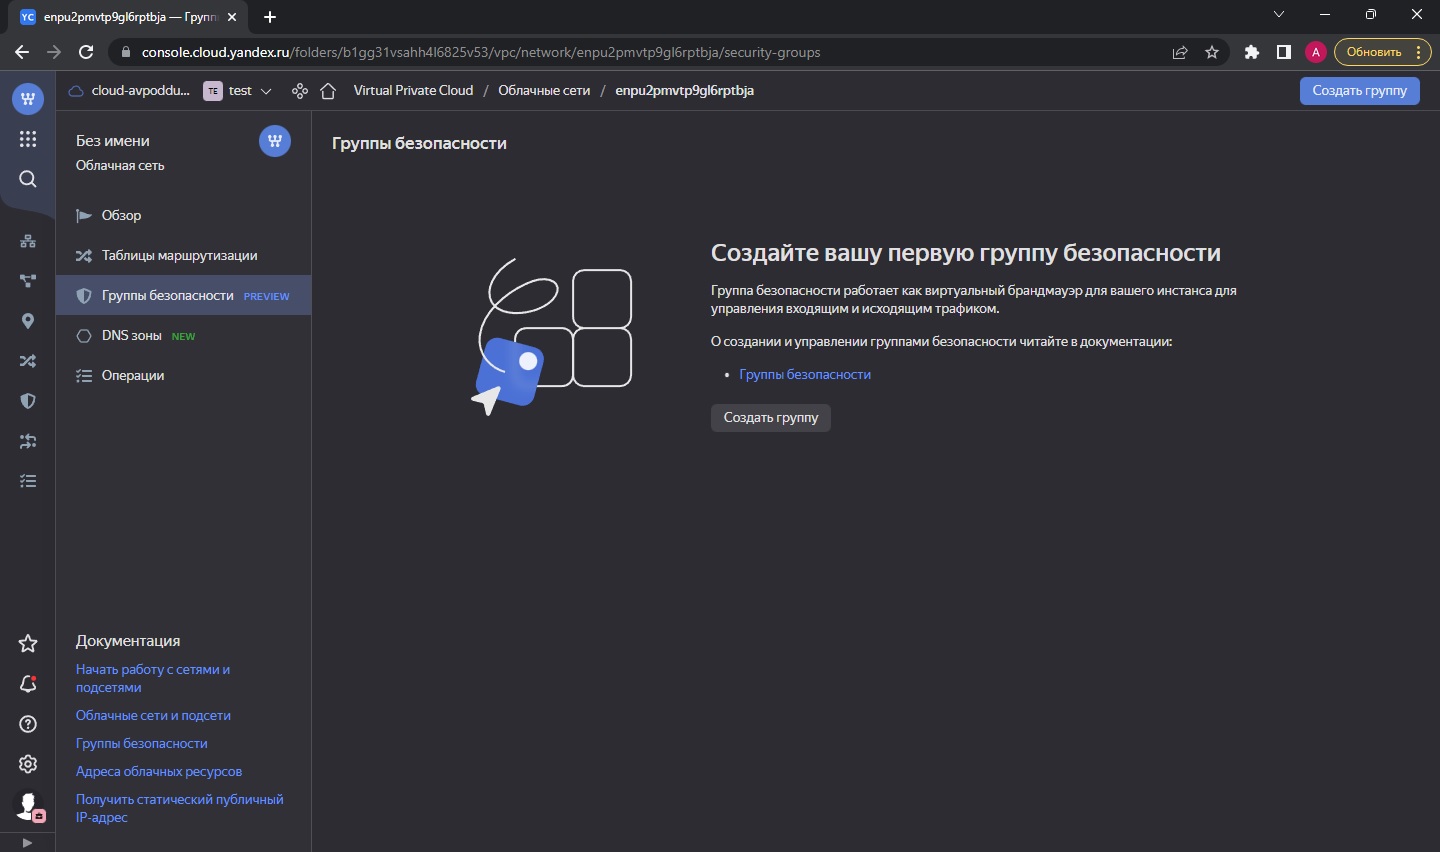 YC enpu2pmvtp9gl6rptbja — Групп
console.cloud.yandex.ru/folders/b1gg31vsahh4l6825v53/vpc/network/enpu2pmvtp9gl6rptbja/security-groups
A
Обновить
cloud-avpoddu...
TE test
Virtual Private Cloud / Облачные сети / enpu2pmvtp9gl6rptbja
Создать группу
Без имени
Облачная сеть
Обзор
Таблицы маршрутизации
Группы безопасности PREVIEW
DNS зоны NEW
Операции
Документация
Начать работу с сетями и
подсетями
Облачные сети и подсети
Группы безопасности
Адреса облачных ресурсов
Получить статический публичный
IP-адрес
Группы безопасности
Создайте вашу первую группу безопасности
Группа безопасности работает как виртуальный брандмауэр для вашего инстанса для
управления входящим и исходящим трафиком.
О создании и управлении группами безопасности читайте в документации:
• Группы безопасности
Создать группу